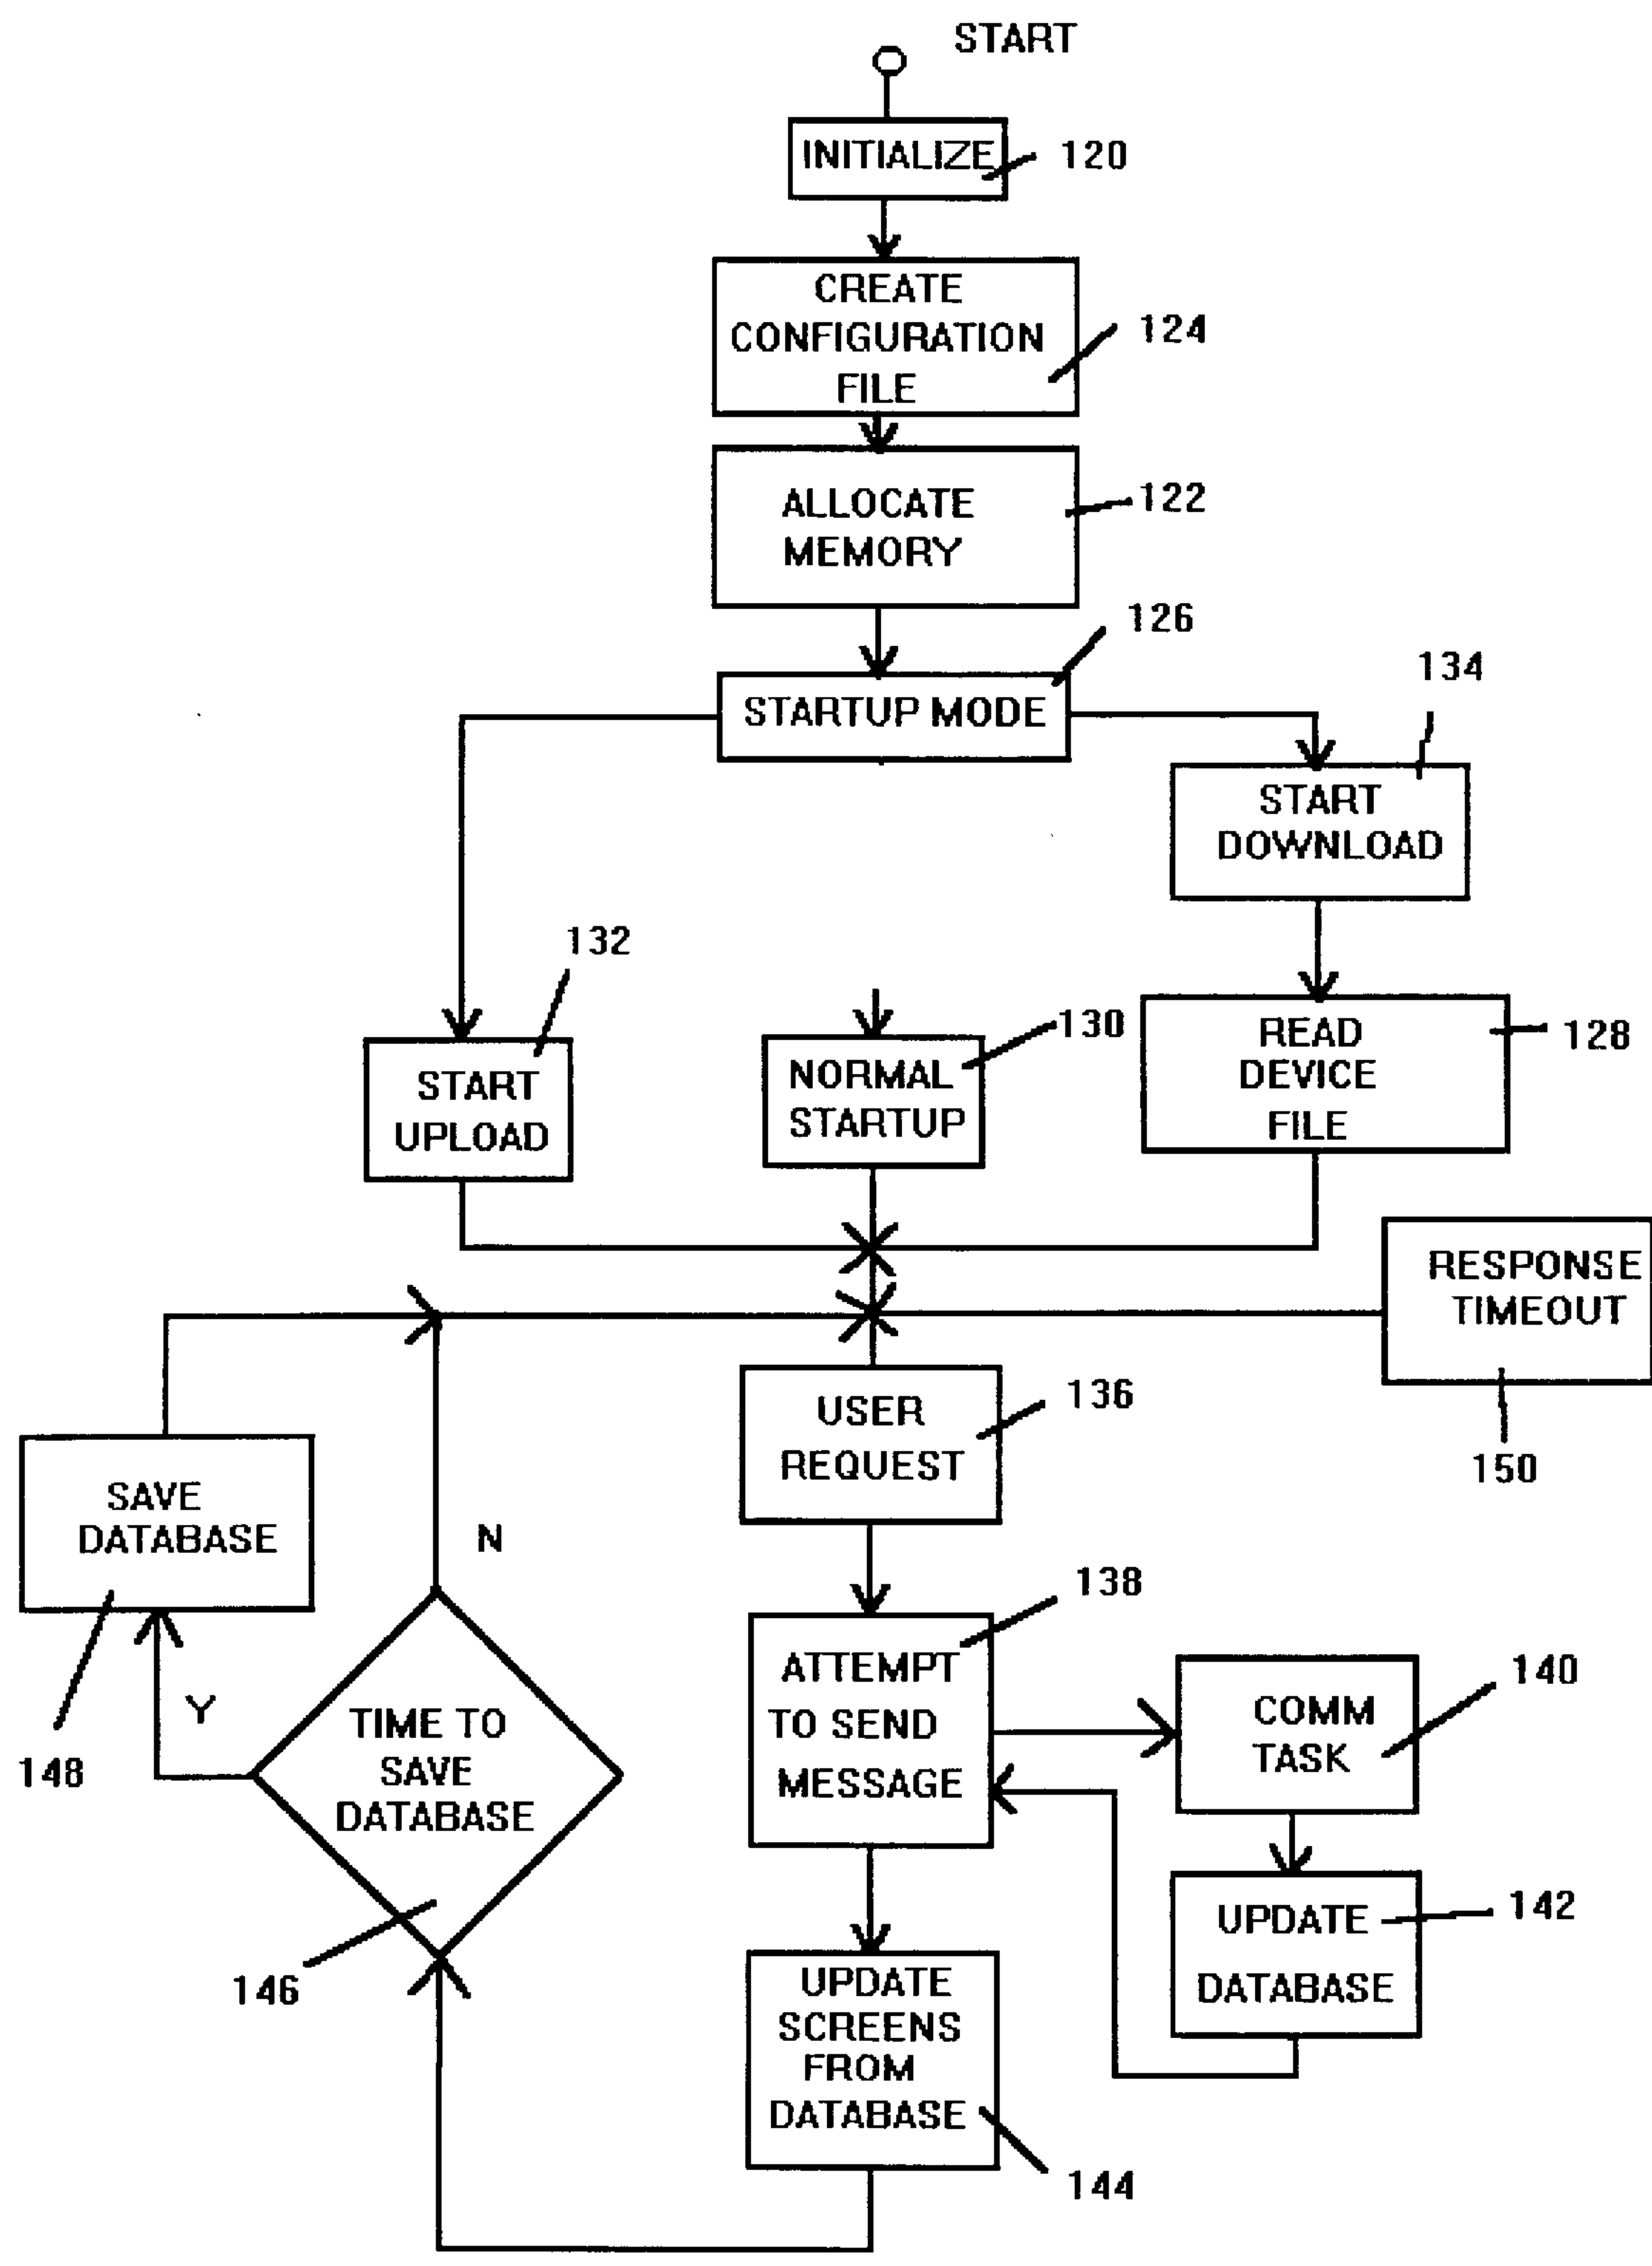 START
INITIALIZE
120
CREATE
CONFIGURATION
FILE
124
ALLOCATE
MEMORY
122
126
STARTUP MODE
134
START
DOWNLOAD
132
START
UPLOAD
NORMAL
STARTUP
130
READ
DEVICE
FILE
128
RESPONSE
TIMEOUT
150
USER
REQUEST
136
SAVE
DATABASE
148
N
Y
TIME TO
SAVE
DATABASE
146
138
ATTEMPT
TO SEND
MESSAGE
COMM
TASK
140
UPDATE
DATABASE
142
UPDATE
SCREENS
FROM
DATABASE
144